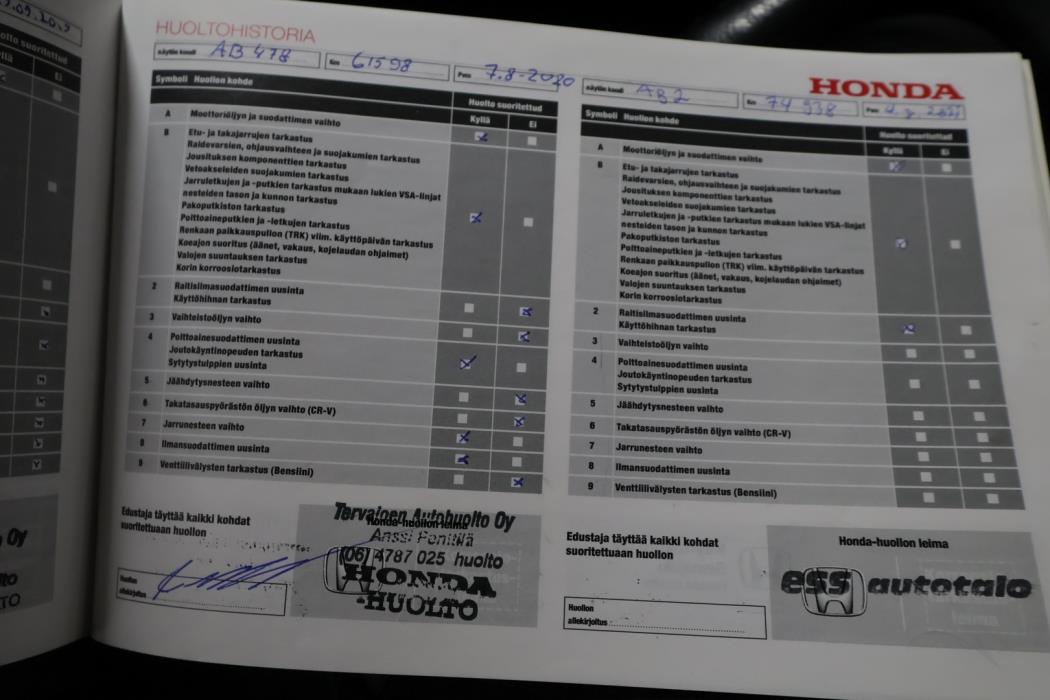 HUOLTOHISTORIA
näytön koodi AB 478 Km 61598 Pvm 7.8-2020
Symboli Huollon kohde Huolto suoritettu
Kyllä Ei
A Moottoriöljyn ja suodattimen vaihto
B Etu- ja takajarrujen tarkastus
Raidevarsien, ohjausvaihteen ja suojakumien tarkastus
Jousituksen komponenttien tarkastus
Vetoakseleiden suojakumien tarkastus
Jarruletkujen ja -putkien tarkastus mukaan lukien VSA-linjat
nesteiden tason ja kunnon tarkastus
Pakoputkiston tarkastus
Polttoaineputkien ja -letkujen tarkastus
Renkaan paikkauspullon (TRK) viim. käyttöpäivän tarkastus
Koeajon suoritus (äänet, vakaus, kojelaudan ohjaimet)
Valojen suuntauksen tarkastus
Korin korroosiotarkastus
2 Raitisilmasuodattimen uusinta
Käyttöhihnan tarkastus
3 Vaihteistoöljyn vaihto
4 Polttoainesuodattimen uusinta
Joutokäyntinopeuden tarkastus
Sytytystulppien uusinta
5 Jäähdytysnesteen vaihto
6 Takatasauspyörästön öljyn vaihto (CR-V)
7 Jarrunesteen vaihto
8 Ilmansuodattimen uusinta
9 Venttiilivälysten tarkastus (Bensiini)
Edustaja täyttää kaikki kohdat
suoritettuaan huollon
Huollon
allekirjoitus
Tervajoen Autohuolto Oy
Honda-huollon leima
Anssi Penttilä
(06) 4787 025 huolto
HONDA
-HUOLTO
HONDA
näytön koodi AB2 Km 74 938 Pvm
Symboli Huollon kohde Huolto suoritettu
Kyllä Ei
A Moottoriöljyn ja suodattimen vaihto
B Etu- ja takajarrujen tarkastus
Raidevarsien, ohjausvaihteen ja suojakumien tarkastus
Jousituksen komponenttien tarkastus
Vetoakseleiden suojakumien tarkastus
Jarruletkujen ja -putkien tarkastus mukaan lukien VSA-linjat
nesteiden tason ja kunnon tarkastus
Pakoputkiston tarkastus
Polttoaineputkien ja -letkujen tarkastus
Renkaan paikkauspullon (TRK) viim. käyttöpäivän tarkastus
Koeajon suoritus (äänet, vakaus, kojelaudan ohjaimet)
Valojen suuntauksen tarkastus
Korin korroosiotarkastus
2 Raitisilmasuodattimen uusinta
Käyttöhihnan tarkastus
3 Vaihteistoöljyn vaihto
4 Polttoainesuodattimen uusinta
Joutokäyntinopeuden tarkastus
Sytytystulppien uusinta
5 Jäähdytysnesteen vaihto
6 Takatasauspyörästön öljyn vaihto (CR-V)
7 Jarrunesteen vaihto
8 Ilmansuodattimen uusinta
9 Venttiilivälysten tarkastus (Bensiini)
Edustaja täyttää kaikki kohdat
suoritettuaan huollon
Huollon
allekirjoitus
Honda-huollon leima
ess autotalo